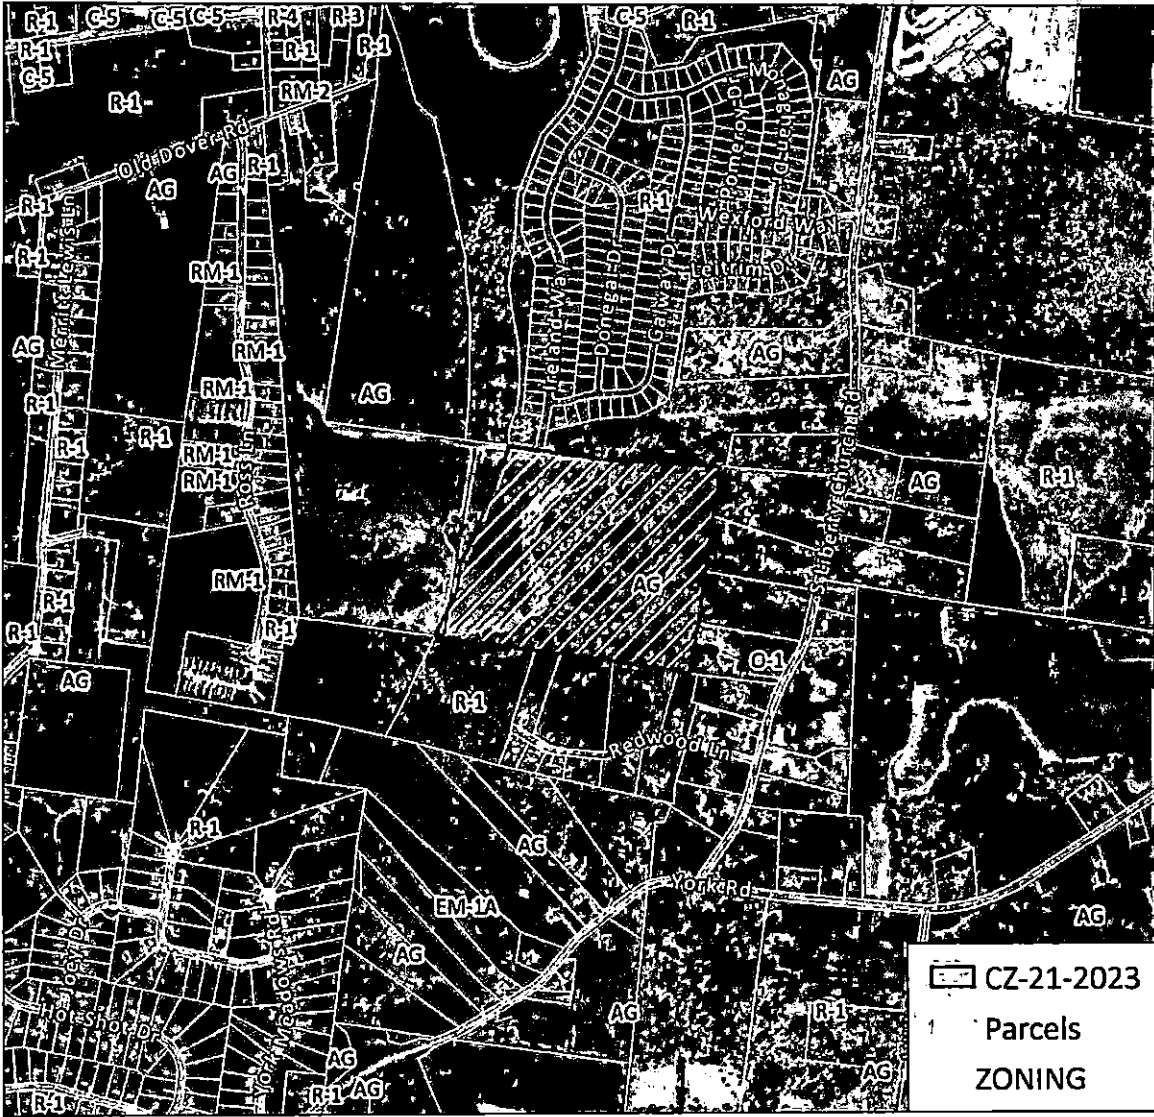 R-1 C-5 C-5 C-5 R-4 R-3 C-5 R-1
R-1 R-1 R-1
C-5
R-1 RM-2 AG
Old Dover Rd
AG AG R-1
R-1 R-1
Merritt Lewis Ln
Pomeroy Dr
Wexford Way
R-1
RM-1
Leitrim D
Ireland Way
Donegal Dr
Galway Dr
AG RM-1 AG
RM-1 AG
R-1
R-1 R-1
RM-1
RM-1
AG R-1
RM-1 AG
R-1
R-1 R-1
AG O-1
R-1
Redwood Ln
R-1
AG
York Rd
EM-1A
AG
AG
AG R-1
Hot Shot Dr
AG
R-1 AG
R-1
AG
CZ-21-2023
Parcels
ZONING